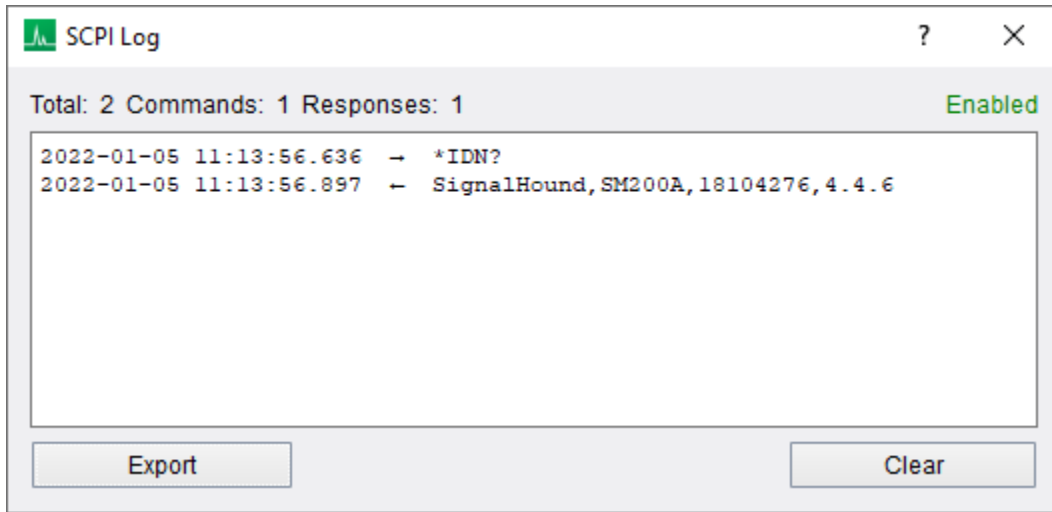 SCPI Log
Total: 2 Commands: 1 Responses: 1 Enabled
2022-01-05 11:13:56.636 → *IDN?
2022-01-05 11:13:56.897 ← SignalHound,SM200A,18104276,4.4.6
Export Clear